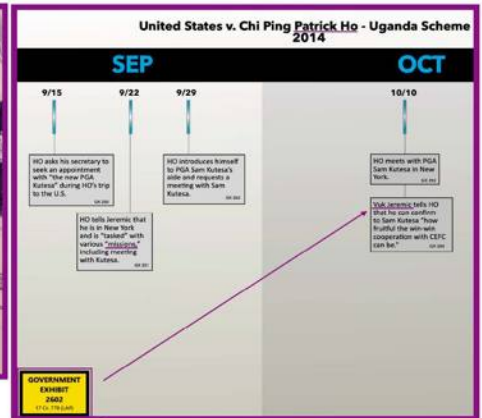 United States v. Chi Ping Patrick Ho - Uganda Scheme
2014
SEP
OCT
9/15
9/22
9/29
10/10
HO asks his secretary to
seek an appointment
with "the new PGA
Kutesa" during HO's trip
to the U.S.
HO tells Jeremic that
he is in New York
and is "tasked" with
various "missions,"
including meeting
with Kutesa.
HO introduces himself
to PGA Sam Kutesa's
aide and requests a
meeting with Sam
Kutesa.
HO meets with PGA
Sam Kutesa in New
York.
Vuk Jeremic tells HO
that he can confirm
to Sam Kutesa "how
fruitful the win-win
cooperation with CEFC
can be."
GOVERNMENT
EXHIBIT
2602